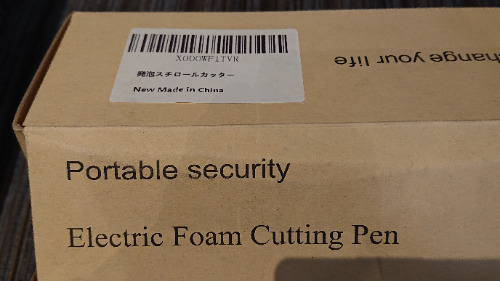 X000WF1TVR
発泡スチロールカッター
New Made in China
change your life
Portable security
Electric Foam Cutting Pen